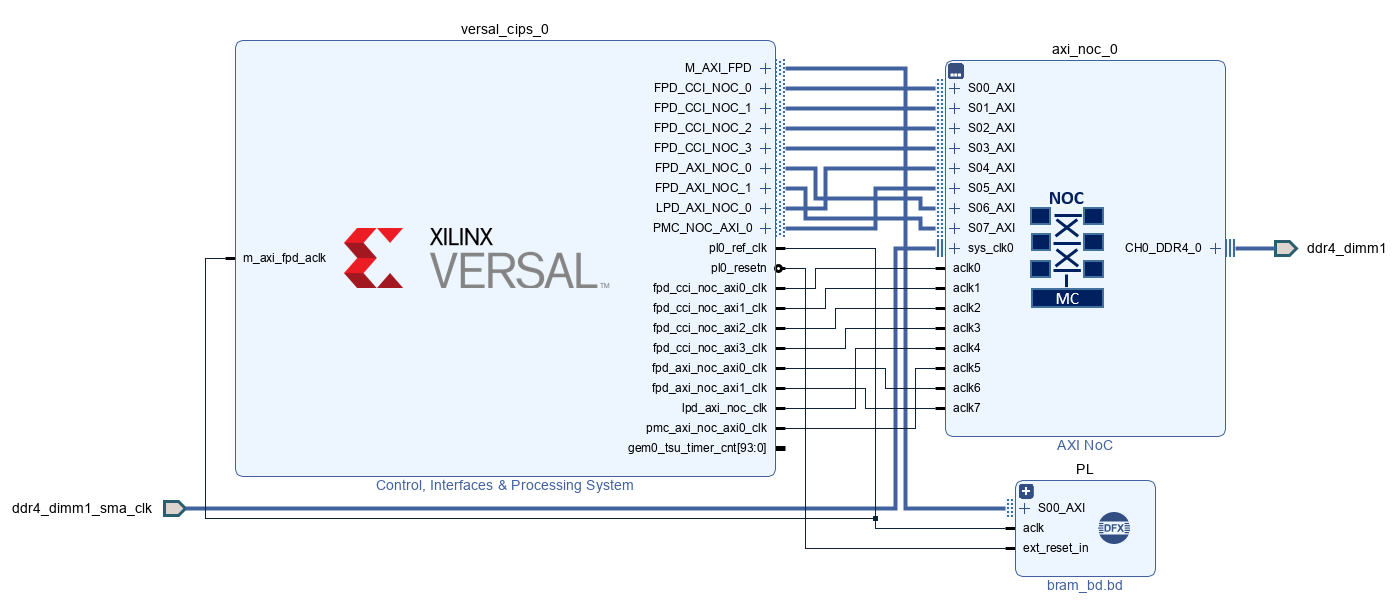 versal_cips_0
M_AXI_FPD
FPD_CCI_NOC_0
FPD_CCI_NOC_1
FPD_CCI_NOC_2
FPD_CCI_NOC_3
FPD_AXI_NOC_0
FPD_AXI_NOC_1
LPD_AXI_NOC_0
PMC_NOC_AXI_0
pl0_ref_clk
pl0_resetn
fpd_cci_noc_axi0_clk
fpd_cci_noc_axi1_clk
fpd_cci_noc_axi2_clk
fpd_cci_noc_axi3_clk
fpd_axi_noc_axi0_clk
fpd_axi_noc_axi1_clk
lpd_axi_noc_clk
pmc_axi_noc_axi0_clk
gem0_tsu_timer_cnt[93:0]
m_axi_fpd_aclk
XILINX
VERSAL™
Control, Interfaces & Processing System
ddr4_dimm1_sma_clk
axi_noc_0
S00_AXI
S01_AXI
S02_AXI
S03_AXI
S04_AXI
S05_AXI
S06_AXI
S07_AXI
sys_clk0
aclk0
aclk1
aclk2
aclk3
aclk4
aclk5
aclk6
aclk7
NOC
MC
CH0_DDR4_0
ddr4_dimm1
AXI NoC
PL
S00_AXI
aclk
ext_reset_in
DFX
bram_bd.bd